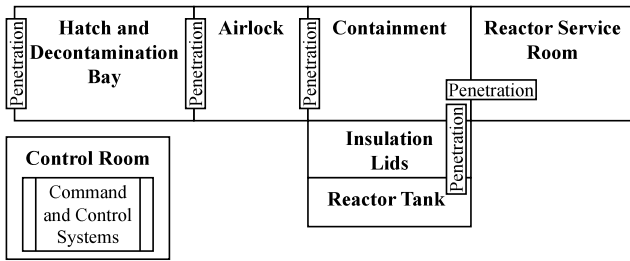 Penetration
Hatch and
Decontamination
Bay
Penetration
Airlock
Penetration
Containment
Reactor Service
Room
Penetration
Penetration
Insulation
Lids
Reactor Tank
Control Room
Command
and Control
Systems